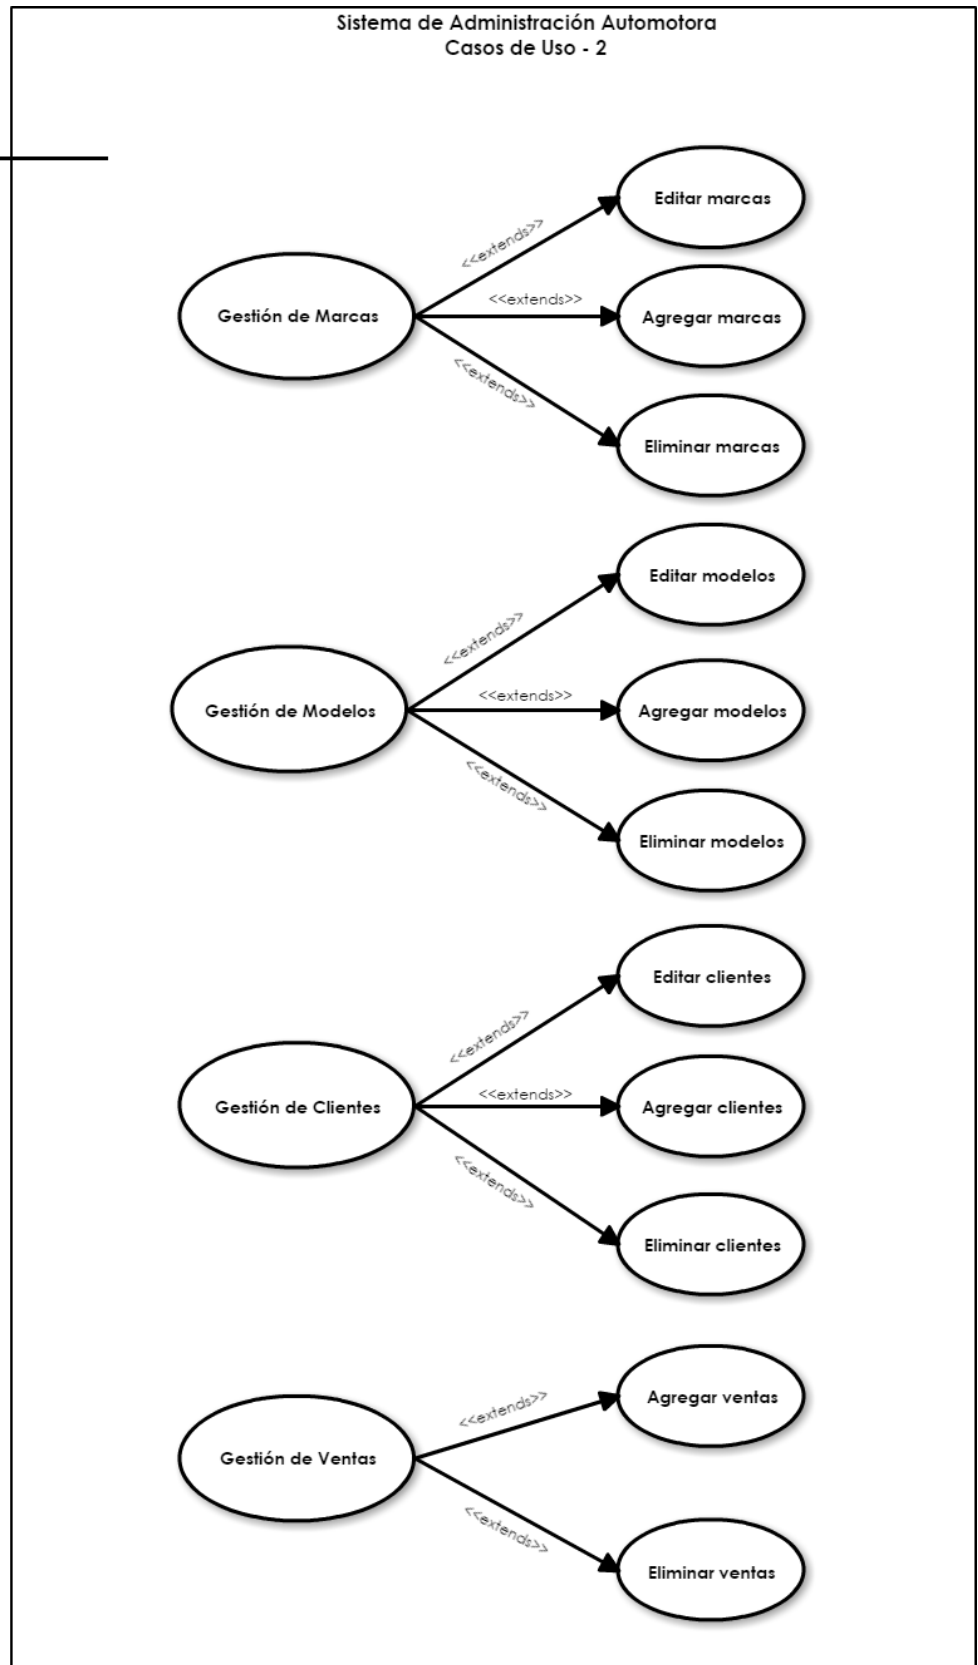 Sistema de Administración Automotora
Casos de Uso - 2
Editar marcas
<<extends>>
<<extends>>
Gestión de Marcas
Agregar marcas
<<extends>>
Eliminar marcas
Editar modelos
<<extends>>
<<extends>>
Gestión de Modelos
Agregar modelos
<<extends>>
Eliminar modelos
Editar clientes
<<extends>>
<<extends>>
Gestión de Clientes
Agregar clientes
<<extends>>
Eliminar clientes
Agregar ventas
<<extends>>
Gestión de Ventas
<<extends>>
Eliminar ventas